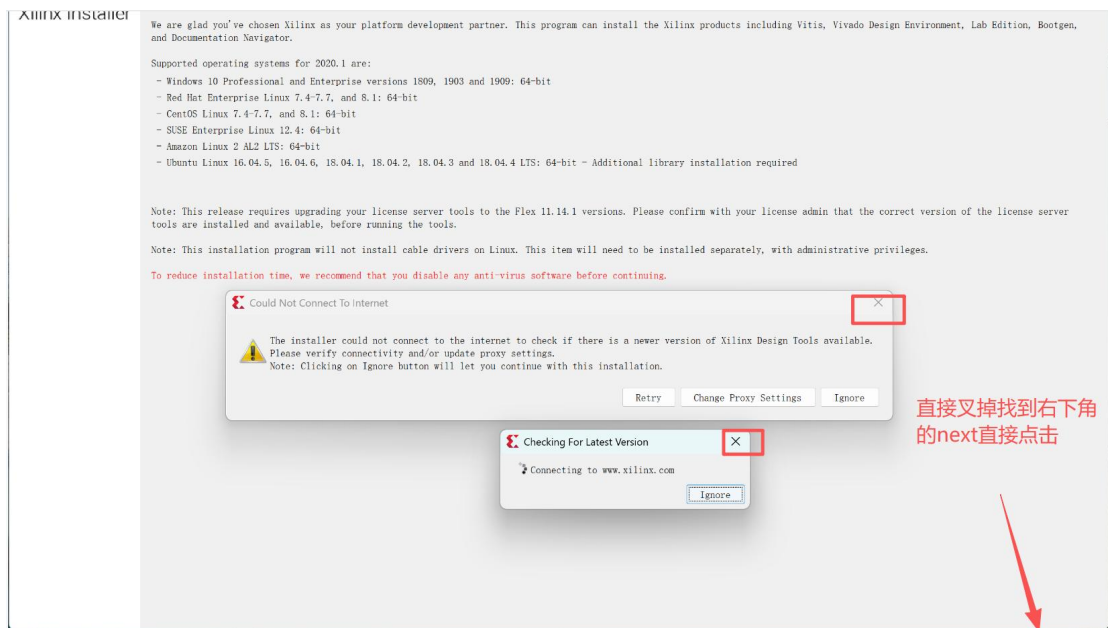 Xilinx Installer
We are glad you've chosen Xilinx as your platform development partner. This program can install the Xilinx products including Vitis, Vivado Design Environment, Lab Edition, Bootgen,
and Documentation Navigator.
Supported operating systems for 2020.1 are:
- Windows 10 Professional and Enterprise versions 1809, 1903 and 1909: 64-bit
- Red Hat Enterprise Linux 7.4-7.7, and 8.1: 64-bit
- CentOS Linux 7.4-7.7, and 8.1: 64-bit
- SUSE Enterprise Linux 12.4: 64-bit
- Amazon Linux 2 AL2 LTS: 64-bit
- Ubuntu Linux 16.04.5, 16.04.6, 18.04.1, 18.04.2, 18.04.3 and 18.04.4 LTS: 64-bit - Additional library installation required
Note: This release requires upgrading your license server tools to the Flex 11.14.1 versions. Please confirm with your license admin that the correct version of the license server
tools are installed and available, before running the tools.
Note: This installation program will not install cable drivers on Linux. This item will need to be installed separately, with administrative privileges.
To reduce installation time, we recommend that you disable any anti-virus software before continuing.
Could Not Connect To Internet
The installer could not connect to the internet to check if there is a newer version of Xilinx Design Tools available.
Please verify connectivity and/or update proxy settings.
Note: Clicking on Ignore button will let you continue with this installation.
Retry Change Proxy Settings Ignore
直接叉掉找到右下角
的next直接点击
Checking For Latest Version
Connecting to www.xilinx.com
Ignore